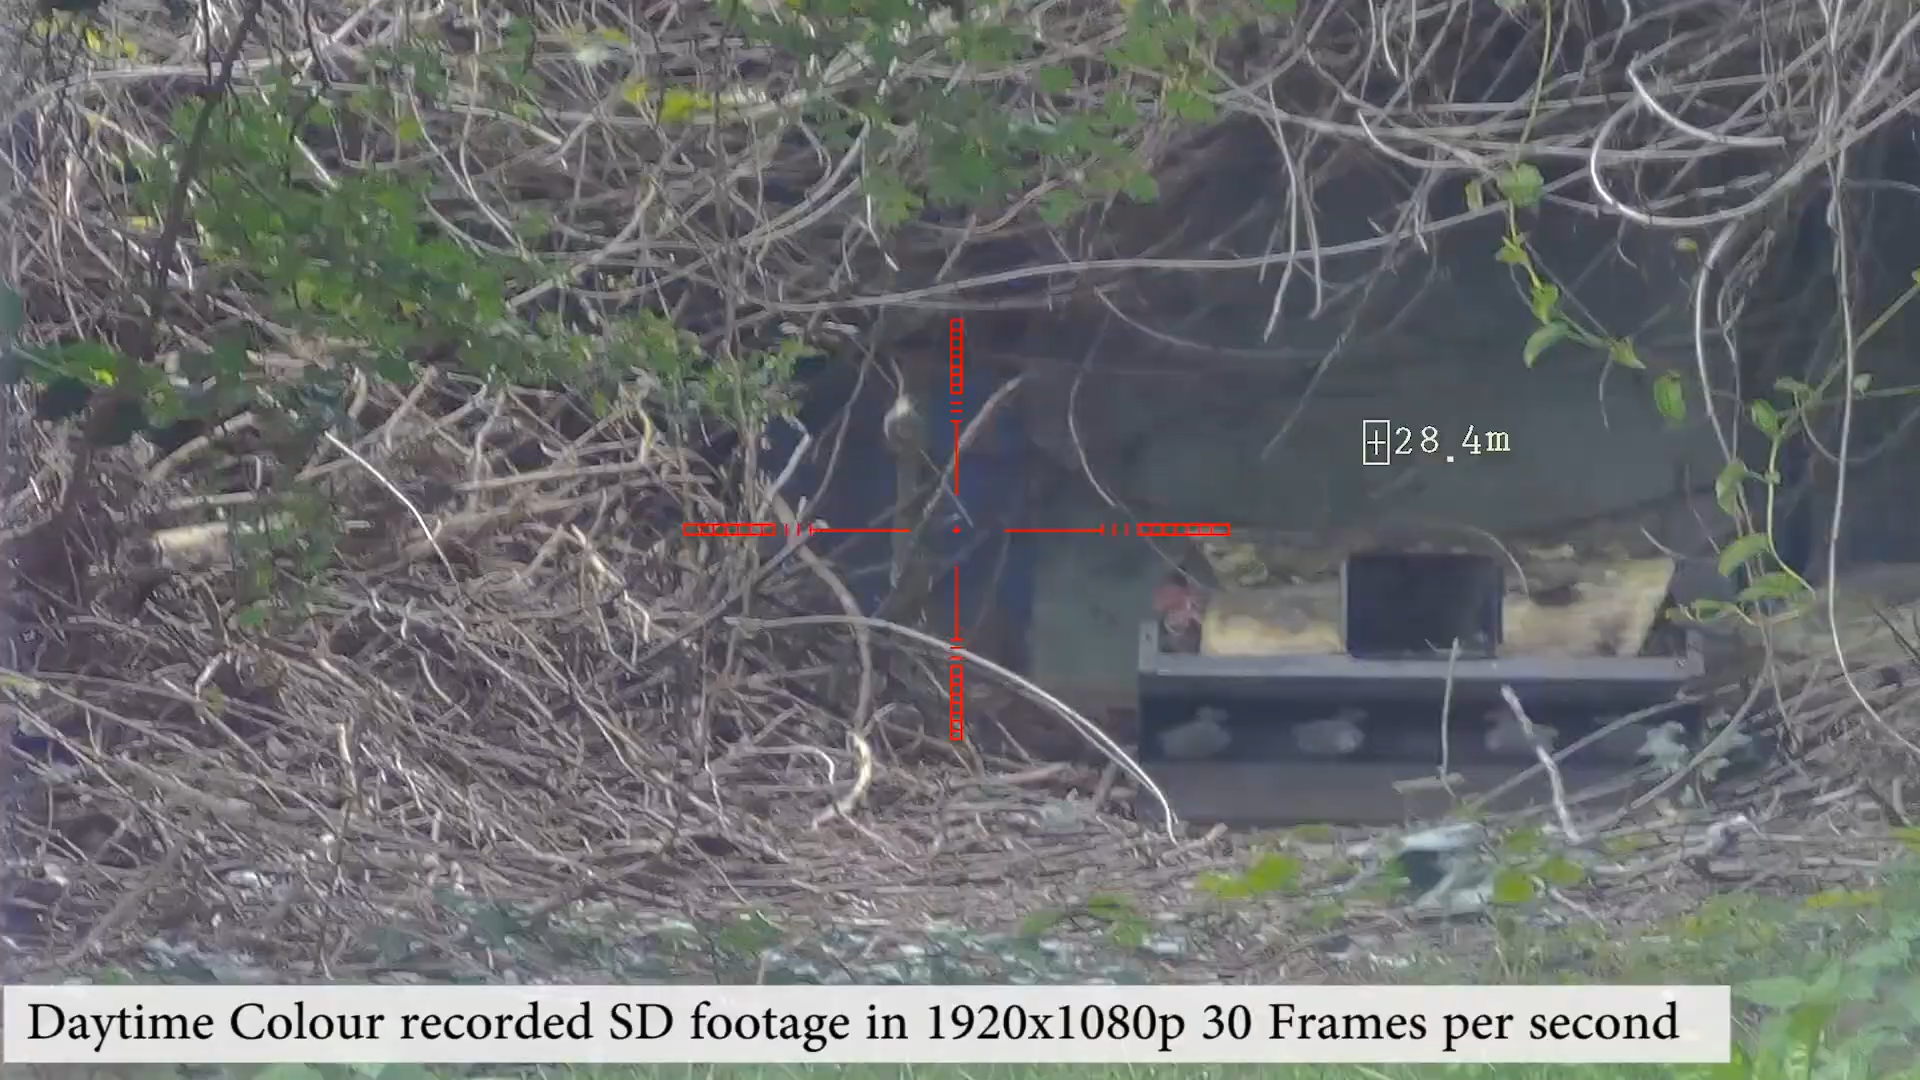 28.4m
Daytime Colour recorded SD footage in 1920x1080p 30 Frames per second